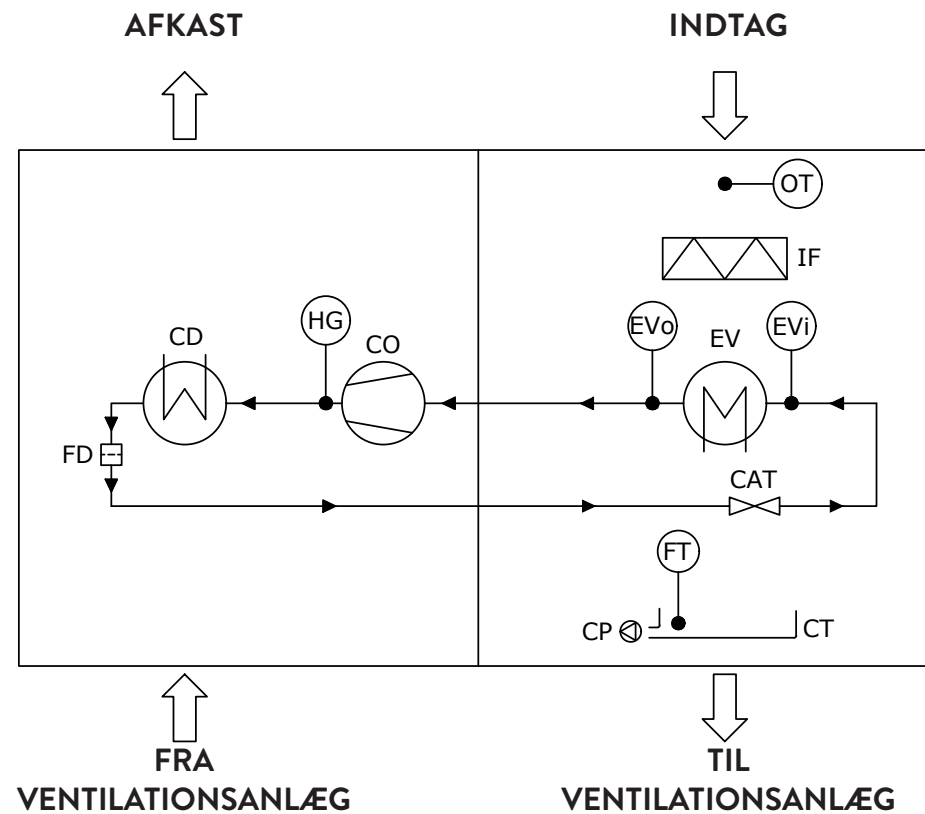 AFKAST
INDTAG
OT
IF
HG
EVo
EVi
CD
CO
EV
FD
CAT
FT
CP
CT
FRA
VENTILATIONSANLÆG
TIL
VENTILATIONSANLÆG